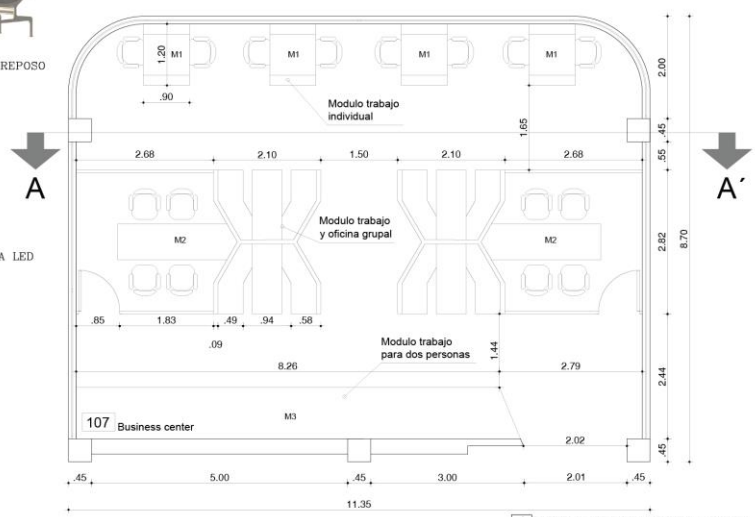 REPOSO
A LED
M1
M1
M1
M1
1.20
.90
Modulo trabajo
individual
1.65
2.00
.45
.55
A
A´
2.68
2.10
1.50
2.10
2.68
M2
Modulo trabajo
y oficina grupal
M2
2.82
8.70
.85
1.83
.49
.94
.58
.09
Modulo trabajo
para dos personas
1.44
8.26
2.79
2.44
M3
107 Business center
2.02
.45
.45
5.00
.45
3.00
2.01
.45
11.35